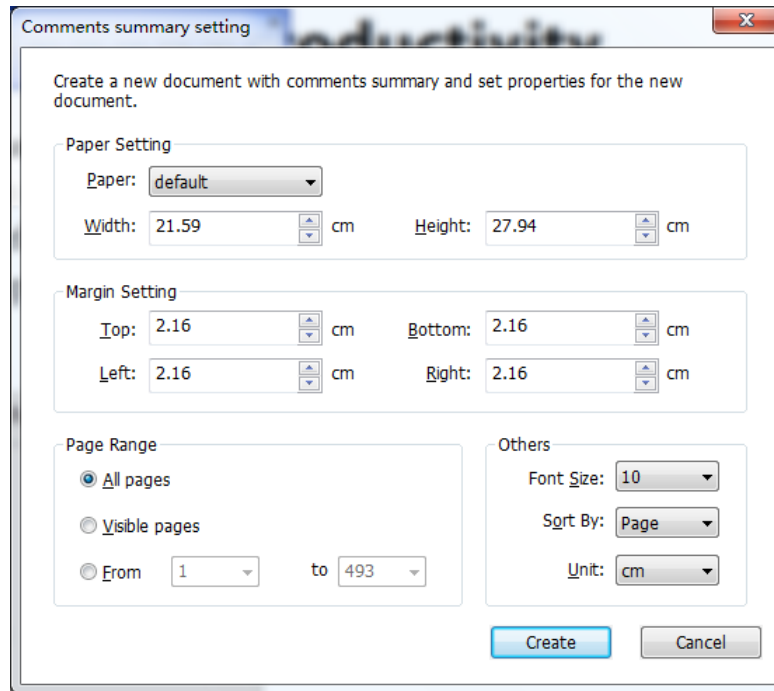 Comments summary setting
Create a new document with comments summary and set properties for the new
document.
Paper Setting
Paper: default
Width: 21.59 cm Height: 27.94 cm
Margin Setting
Top: 2.16 cm Bottom: 2.16 cm
Left: 2.16 cm Right: 2.16 cm
Page Range
All pages
Visible pages
From 1 to 493
Others
Font Size: 10
Sort By: Page
Unit: cm
Create Cancel